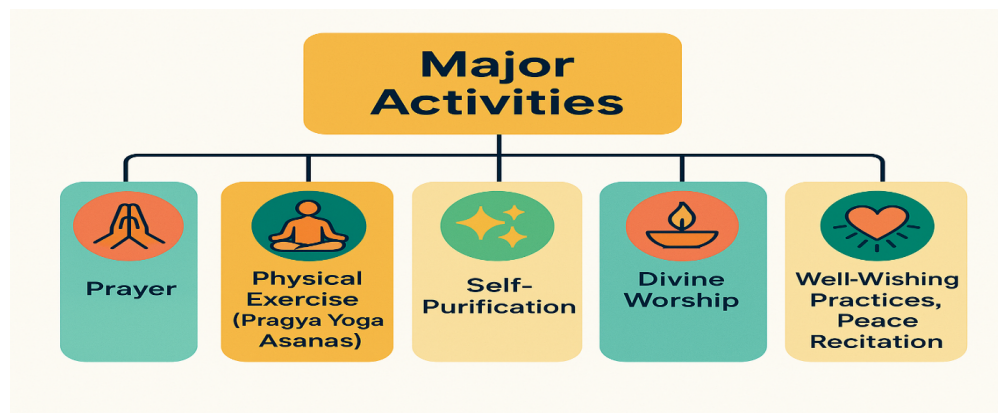 Major
Activities
Prayer
Physical
Exercise
(Pragya Yoga
Asanas)
Self-
Purification
Divine
Worship
Well-Wishing
Practices,
Peace
Recitation